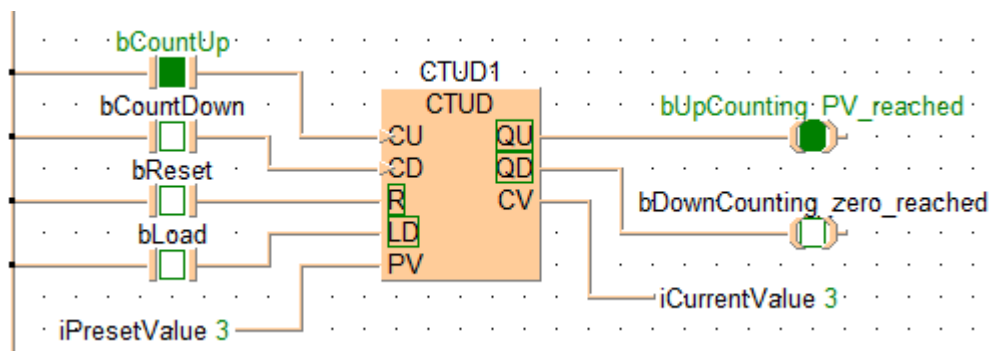 bCountUp
CTUD1
bCountDown
CTUD
bUpCounting_PV_reached
CU QU
CD QD
bReset
R CV
bDownCounting_zero_reached
bLoad
LD
PV
iCurrentValue 3
iPresetValue 3